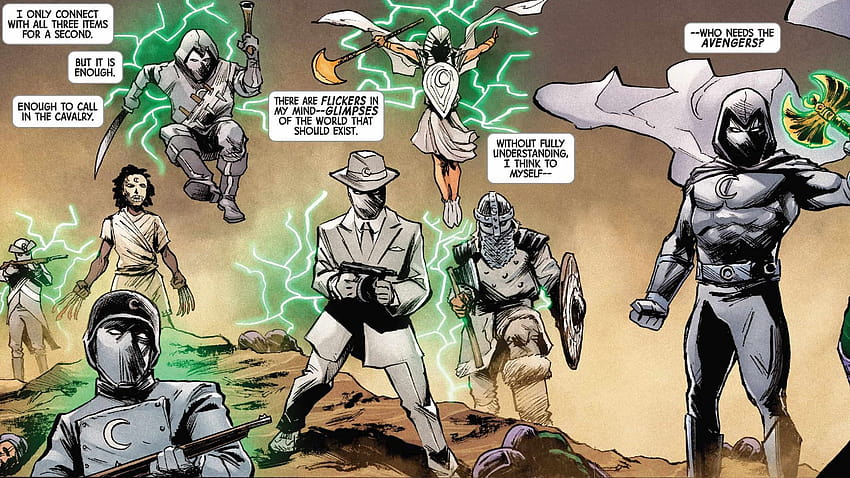 I ONLY CONNECT
WITH ALL THREE ITEMS
FOR A SECOND.
BUT IT IS
ENOUGH.
ENOUGH TO CALL
IN THE CAVALRY.
THERE ARE FLICKERS IN
MY MIND--GLIMPSES
OF THE WORLD THAT
SHOULD EXIST.
WITHOUT FULLY
UNDERSTANDING,
I THINK TO
MYSELF--
--WHO NEEDS THE
AVENGERS?